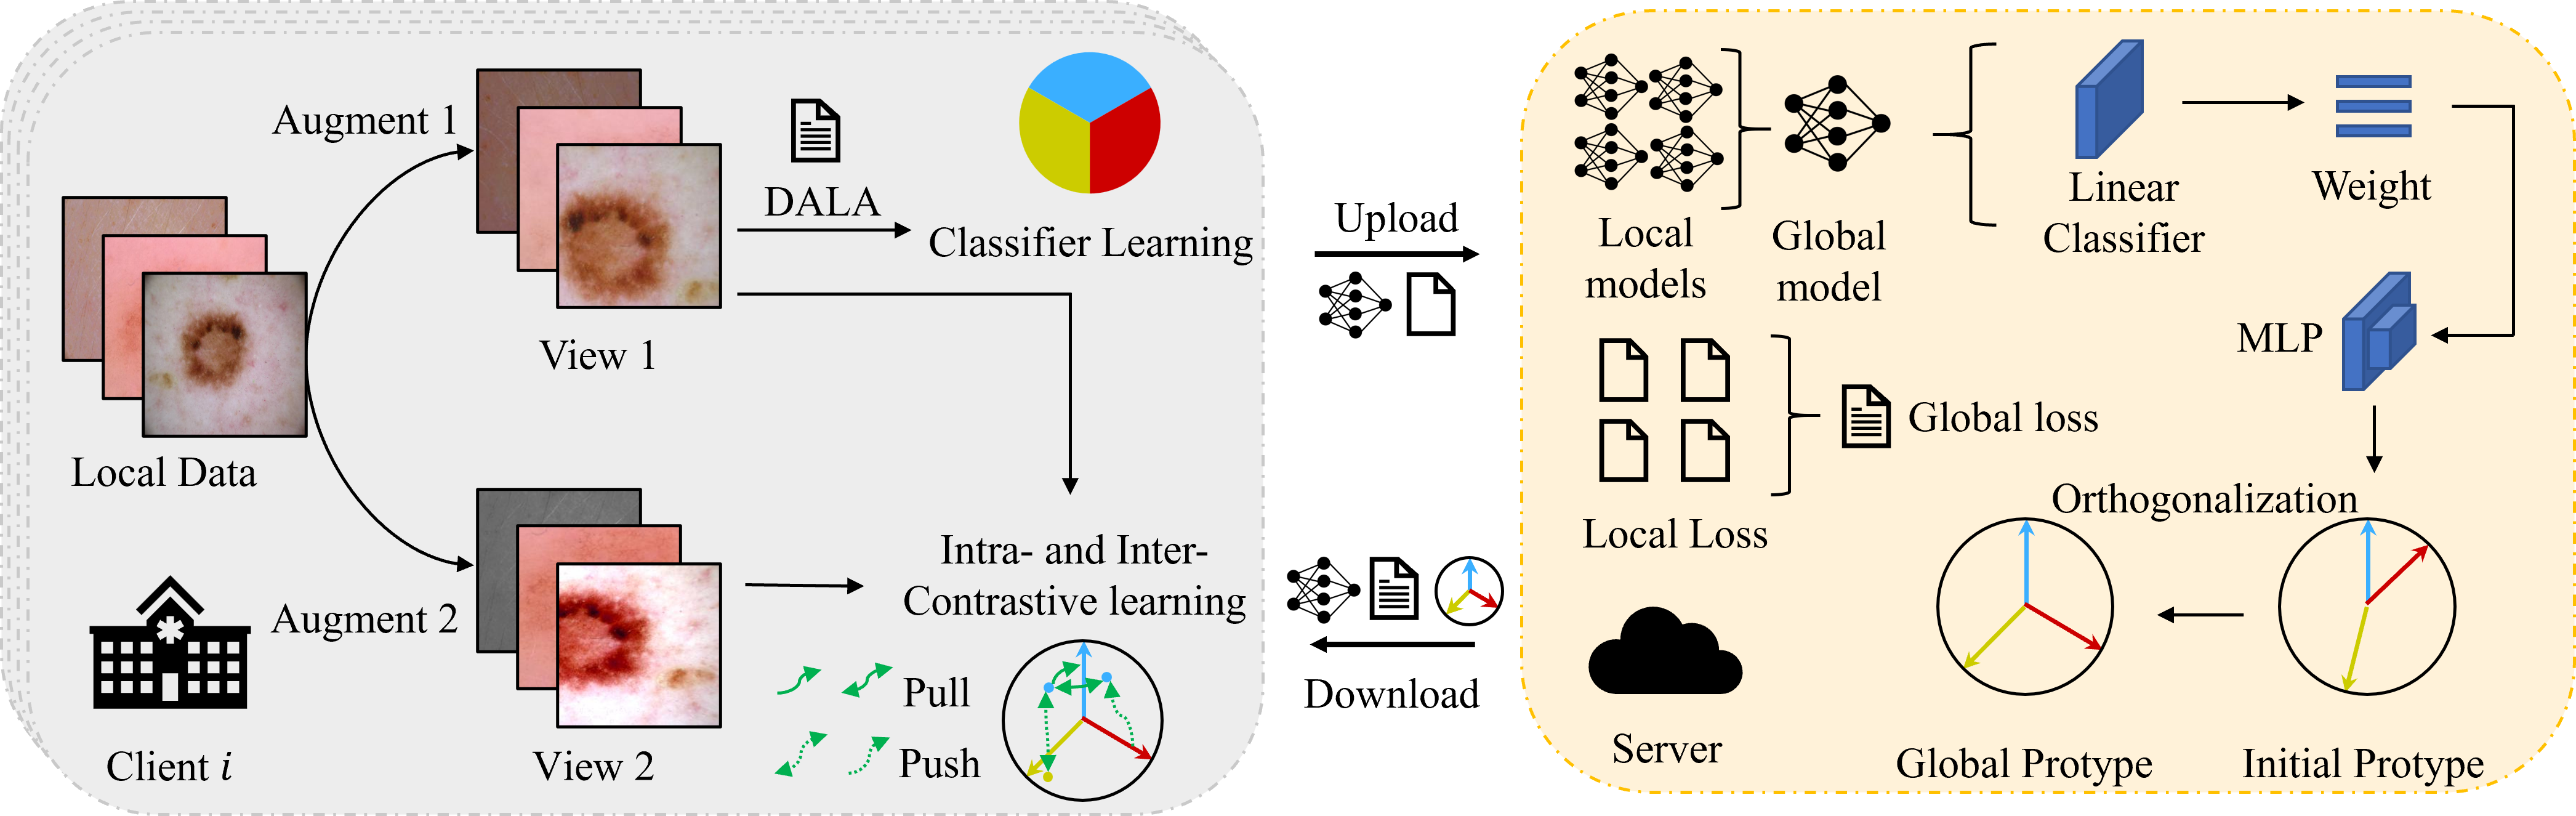 Augment 1
DALA
Classifier Learning
View 1
Local Data
Intra- and Inter-
Contrastive learning
Augment 2
Pull
Push
Client i
View 2
Upload
Download
Local
models
Global
model
Linear
Classifier
Weight
MLP
Global loss
Local Loss
Orthogonalization
Server
Global Protype
Initial Protype